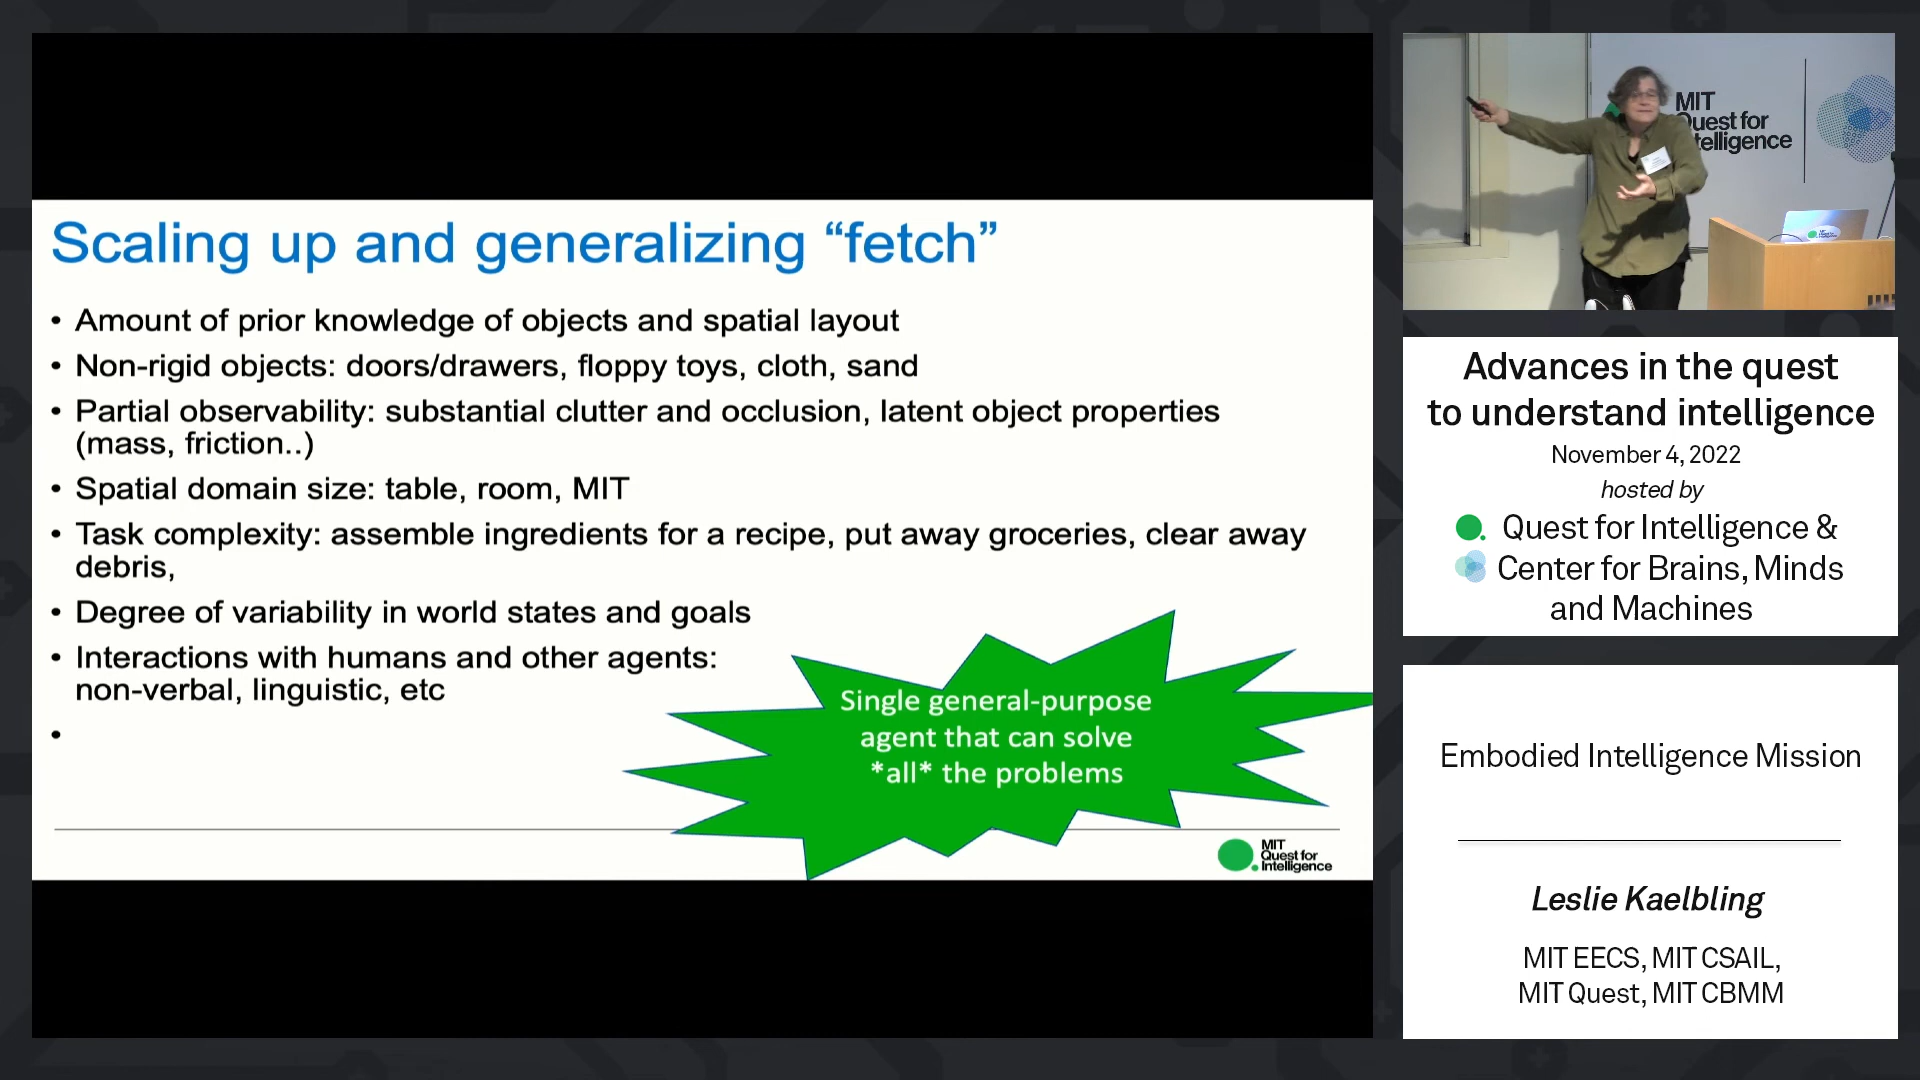 Scaling up and generalizing “fetch”
• Amount of prior knowledge of objects and spatial layout
• Non-rigid objects: doors/drawers, floppy toys, cloth, sand
• Partial observability: substantial clutter and occlusion, latent object properties
(mass, friction..)
• Spatial domain size: table, room, MIT
• Task complexity: assemble ingredients for a recipe, put away groceries, clear away
debris,
• Degree of variability in world states and goals
• Interactions with humans and other agents:
non-verbal, linguistic, etc
•
Single general-purpose
agent that can solve
*all* the problems
MIT
Quest for
Intelligence
MIT
Quest for
telligence
Advances in the quest
to understand intelligence
November 4, 2022
hosted by
Quest for Intelligence &
Center for Brains, Minds
and Machines
Embodied Intelligence Mission
Leslie Kaelbling
MIT EECS, MIT CSAIL,
MIT Quest, MIT CBMM